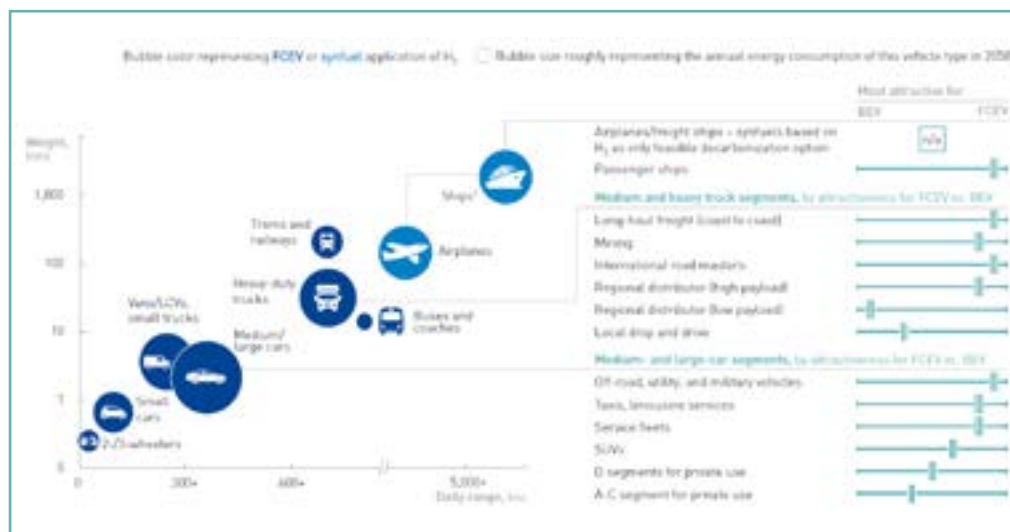 Bubble color representing FCEV or synfuel application of H₂
Bubble size roughly representing the annual energy consumption of this vehicle type in 2050
Most attractive for
BEV FCEV
Weight,
tons
1,000
100
10
1
0
0
200+
600+
5,000+
Daily range, km
Ships¹
Airplanes
Trams and
railways
Heavy-duty
trucks
Buses and
coaches
Vans/LCVs,
small trucks
Medium/
large cars
Small
cars
2-/3-wheelers
Airplanes/freight ships – synfuels based on
H₂ as only feasible decarbonization option
n/a
Passenger ships
Medium and heavy truck segments, by attractiveness for FCEV vs. BEV
Long-haul freight (coast to coast)
Mining
International road
Regional distributor (high payload)
Regional distributor (low payload)
Local drop and drive
Medium- and large-car segments, by attractiveness for FCEV vs. BEV
Off-road, utility, and military vehicles
Taxis, limousine services
Service fleets
SUVs
D segments for private use
A-C segment for private use